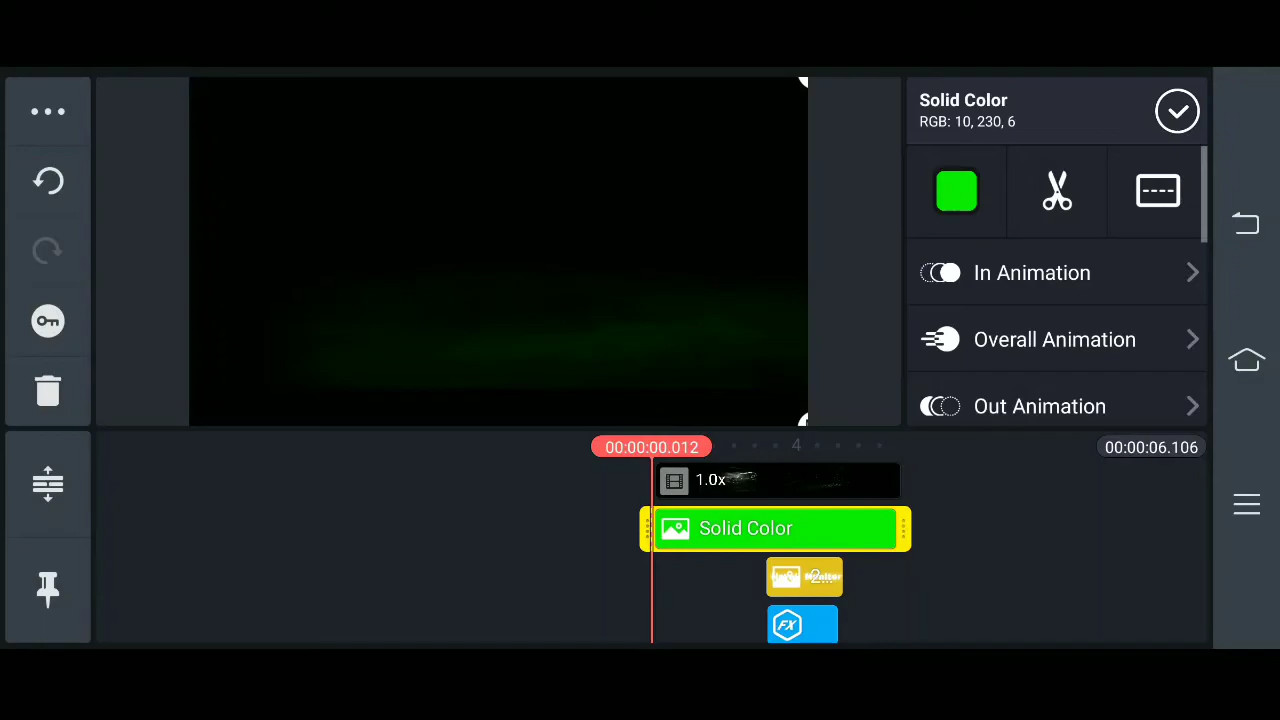 Solid Color
RGB: 10, 230, 6
In Animation
Overall Animation
Out Animation
00:00:00.012
4
00:00:06.106
1.0x
Solid Color
2...
FX